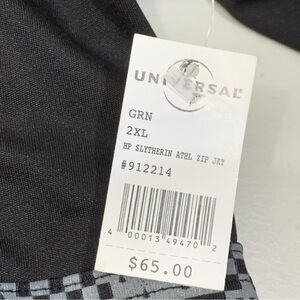 UNIVERSAL
GRN
2XL
HP SLYTHERIN ATHL ZIP JKT
#912214
4 00013 49470 2
$65.00